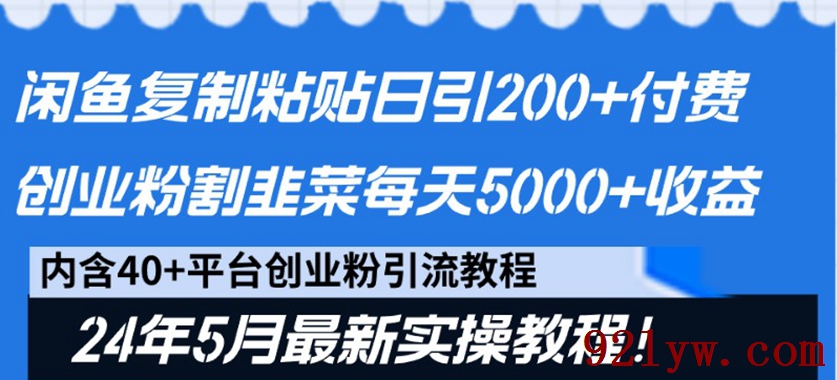 闲鱼复制粘贴日引200+付费
创业粉割韭菜每天5000+收益
内含40+平台创业粉引流教程
24年5月最新实操教程!
921yw.com